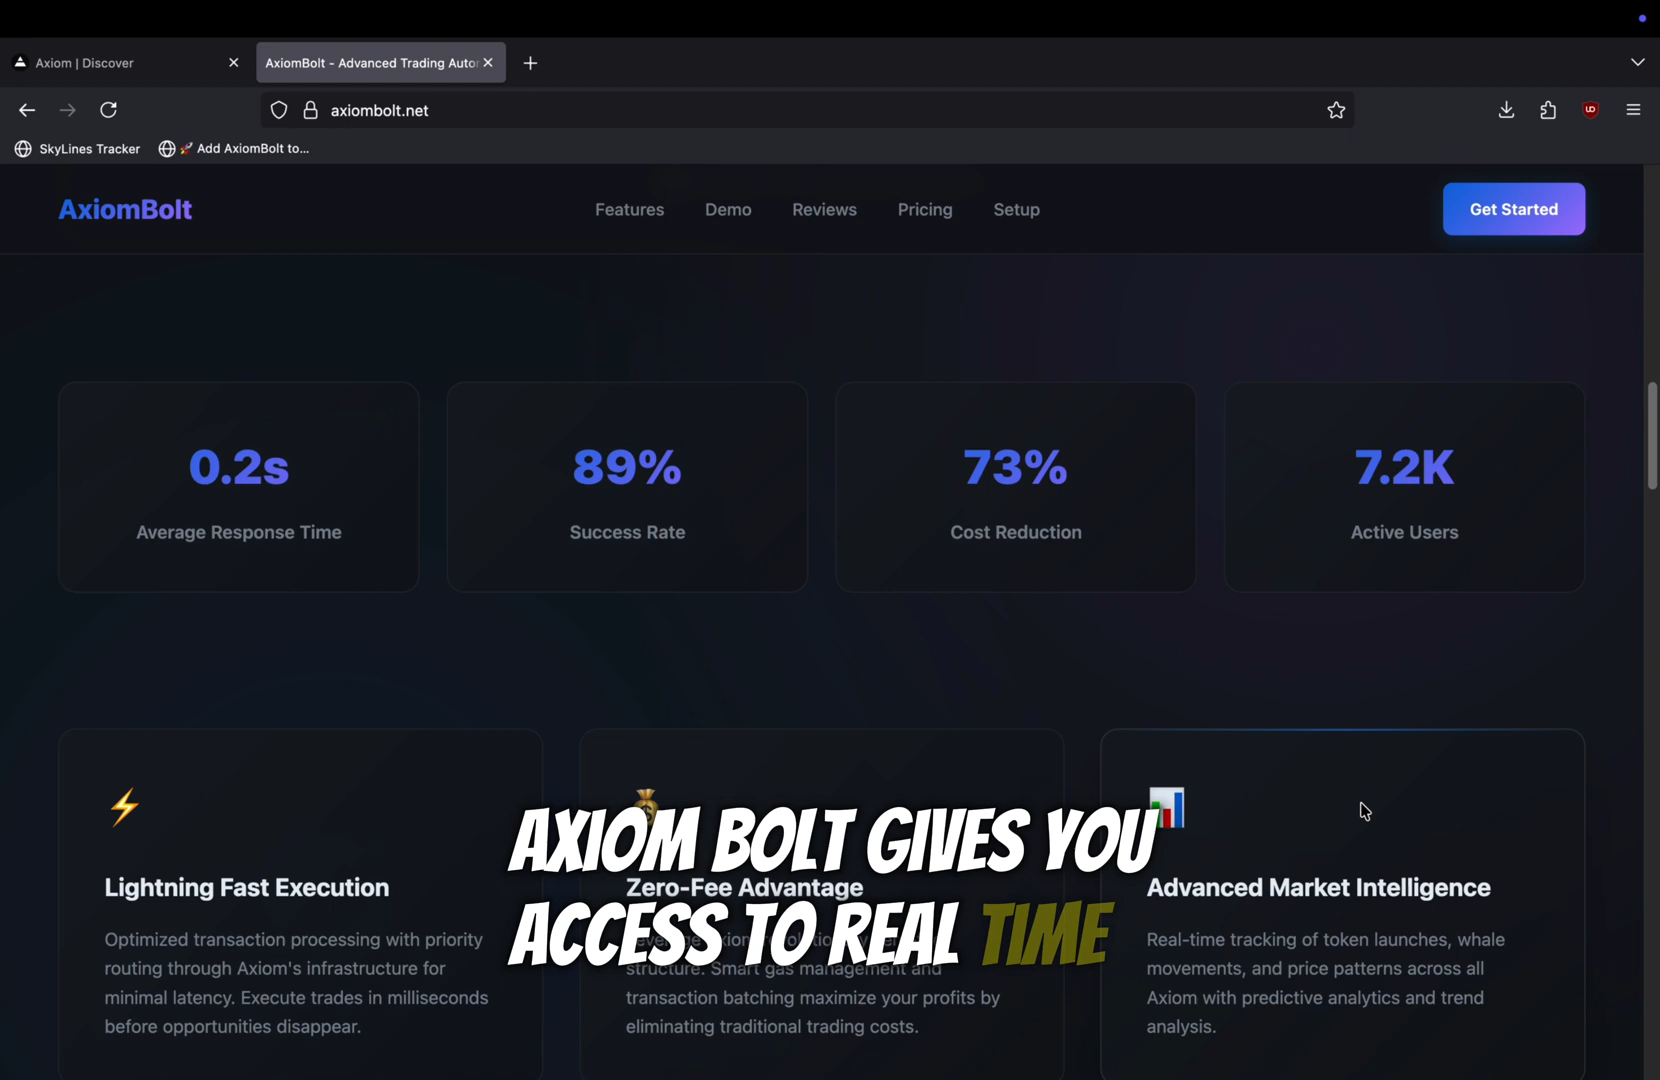 Axiom | Discover
AxiomBolt - Advanced Trading Autor
axiombolt.net
SkyLines Tracker
🚀 Add AxiomBolt to...
AxiomBolt
Features
Demo
Reviews
Pricing
Setup
Get Started
0.2s
Average Response Time
89%
Success Rate
73%
Cost Reduction
7.2K
Active Users
Lightning Fast Execution
Optimized transaction processing with priority
routing through Axiom's infrastructure for
minimal latency. Execute trades in milliseconds
before opportunities disappear.
Zero-Fee Advantage
structure. Smart gas management and
transaction batching maximize your profits by
eliminating traditional trading costs.
Advanced Market Intelligence
Real-time tracking of token launches, whale
movements, and price patterns across all
Axiom with predictive analytics and trend
analysis.
AXIOM BOLT GIVES YOU
ACCESS TO REAL TIME